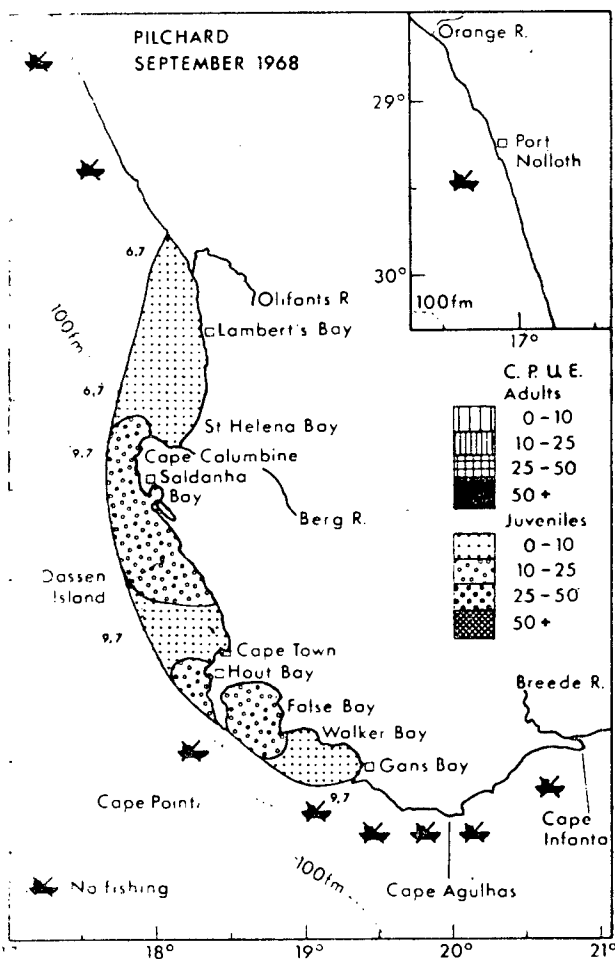 PILCHARD
SEPTEMBER 1968
Orange R.
29°
Port
Nolloth
30°
100fm
17°
6,7
Olifants R
100fm
Lambert's Bay
6,7
C. P. U. E.
Adults
0-10
10-25
25-50
50+
Juveniles
0-10
10-25
25-50
50+
St Helena Bay
9,7
Cape Columbine
Saldanha
Bay
Berg R.
Dassen
Island
9,7
Cape Town
Hout Bay
Breede R.
False Bay
Walker Bay
Gans Bay
9,7
Cape Point
Cape
Infanta
100fm
Cape Agulhas
No fishing
18°
19°
20°
21°